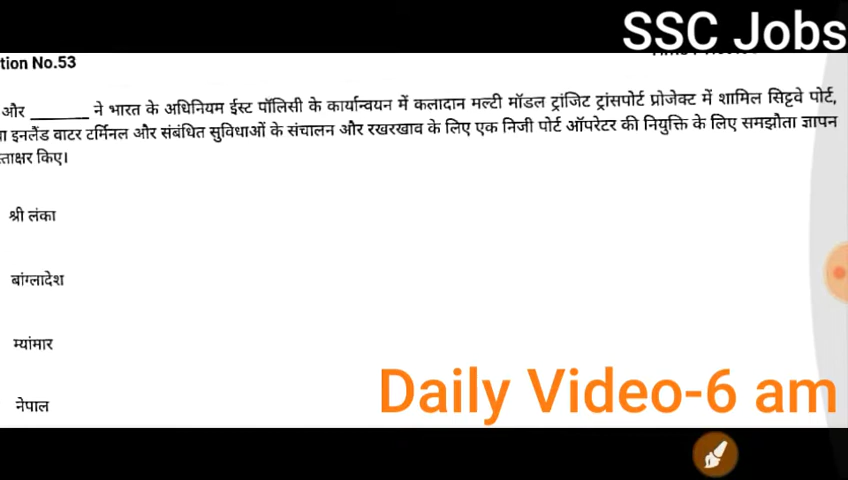 SSC Jobs
tion No.53
और ________ ने भारत के अधिनियम ईस्ट पॉलिसी के कार्यान्वयन में कलादान मल्टी मॉडल ट्रांजिट ट्रांसपोर्ट प्रोजेक्ट में शामिल सिट्टवे पोर्ट,
ा इनलैंड वाटर टर्मिनल और संबंधित सुविधाओं के संचालन और रखरखाव के लिए एक निजी पोर्ट ऑपरेटर की नियुक्ति के लिए समझौता ज्ञापन
स्ताक्षर किए।
श्री लंका
बांग्लादेश
म्यांमार
नेपाल
Daily Video-6 am